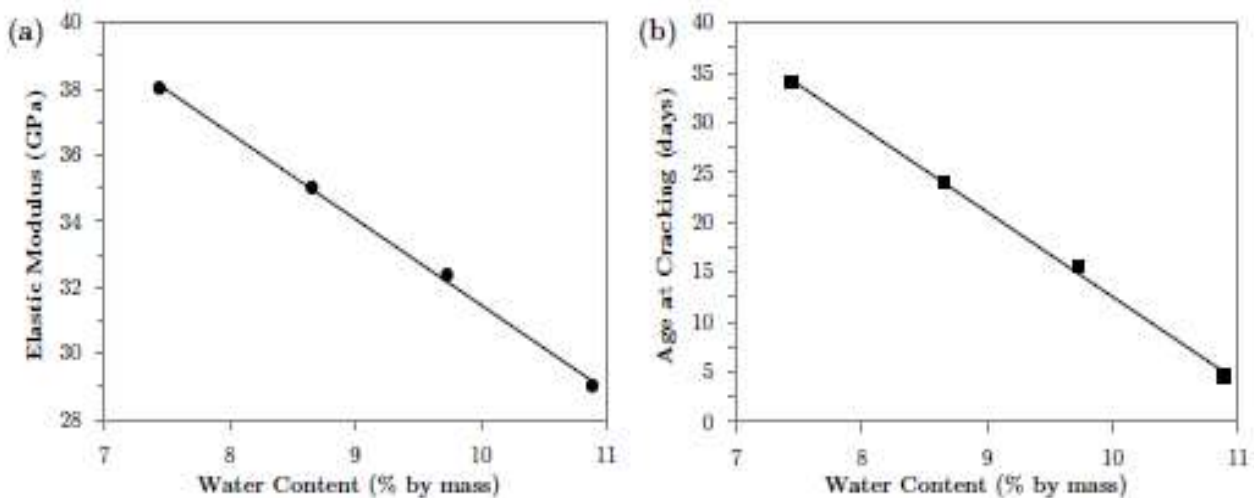 (a)
Elastic Modulus (GPa)
40
38
36
34
32
30
28
7 8 9 10 11
Water Content (% by mass)
(b)
Age at Cracking (days)
40
35
30
25
20
15
10
5
0
7 8 9 10 11
Water Content (% by mass)